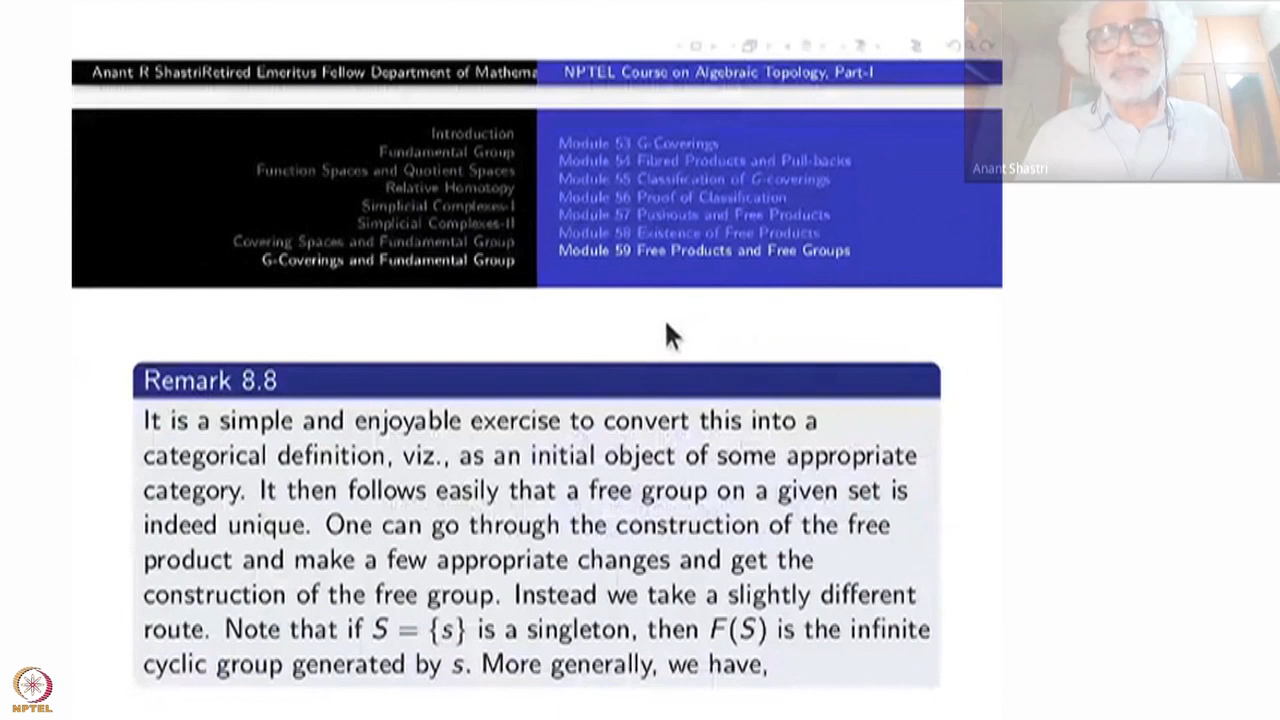 Anant R ShastriRetired Emeritus Fellow Department of Mathema
NPTEL Course on Algebraic Topology, Part-I
Introduction
Fundamental Group
Function Spaces and Quotient Spaces
Relative Homotopy
Simplicial Complexes-I
Simplicial Complexes-II
Covering Spaces and Fundamental Group
G-Coverings and Fundamental Group
Module 53 G-Coverings
Module 54 Fibred Products and Pull-backs
Module 55 Classification of G-coverings
Module 56 Proof of Classification
Module 57 Pushouts and Free Products
Module 58 Existence of Free Products
Module 59 Free Products and Free Groups
Anant Shastri
Remark 8.8
It is a simple and enjoyable exercise to convert this into a
categorical definition, viz., as an initial object of some appropriate
category. It then follows easily that a free group on a given set is
indeed unique. One can go through the construction of the free
product and make a few appropriate changes and get the
construction of the free group. Instead we take a slightly different
route. Note that if S = {s} is a singleton, then F(S) is the infinite
cyclic group generated by s. More generally, we have,
NPTEL